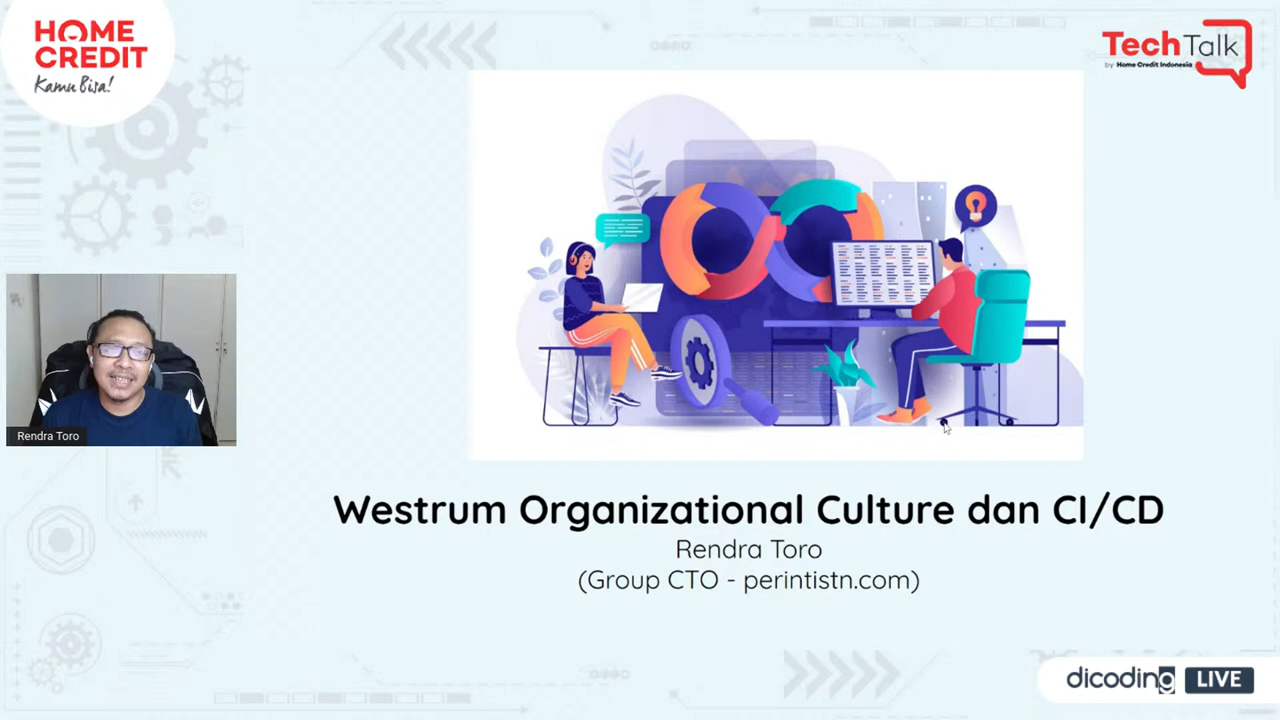 HOME
CREDIT
Kamu Bisa!
TechTalk
by Home Credit Indonesia
Rendra Toro
Westrum Organizational Culture dan CI/CD
Rendra Toro
(Group CTO - perintistn.com)
dicoding LIVE